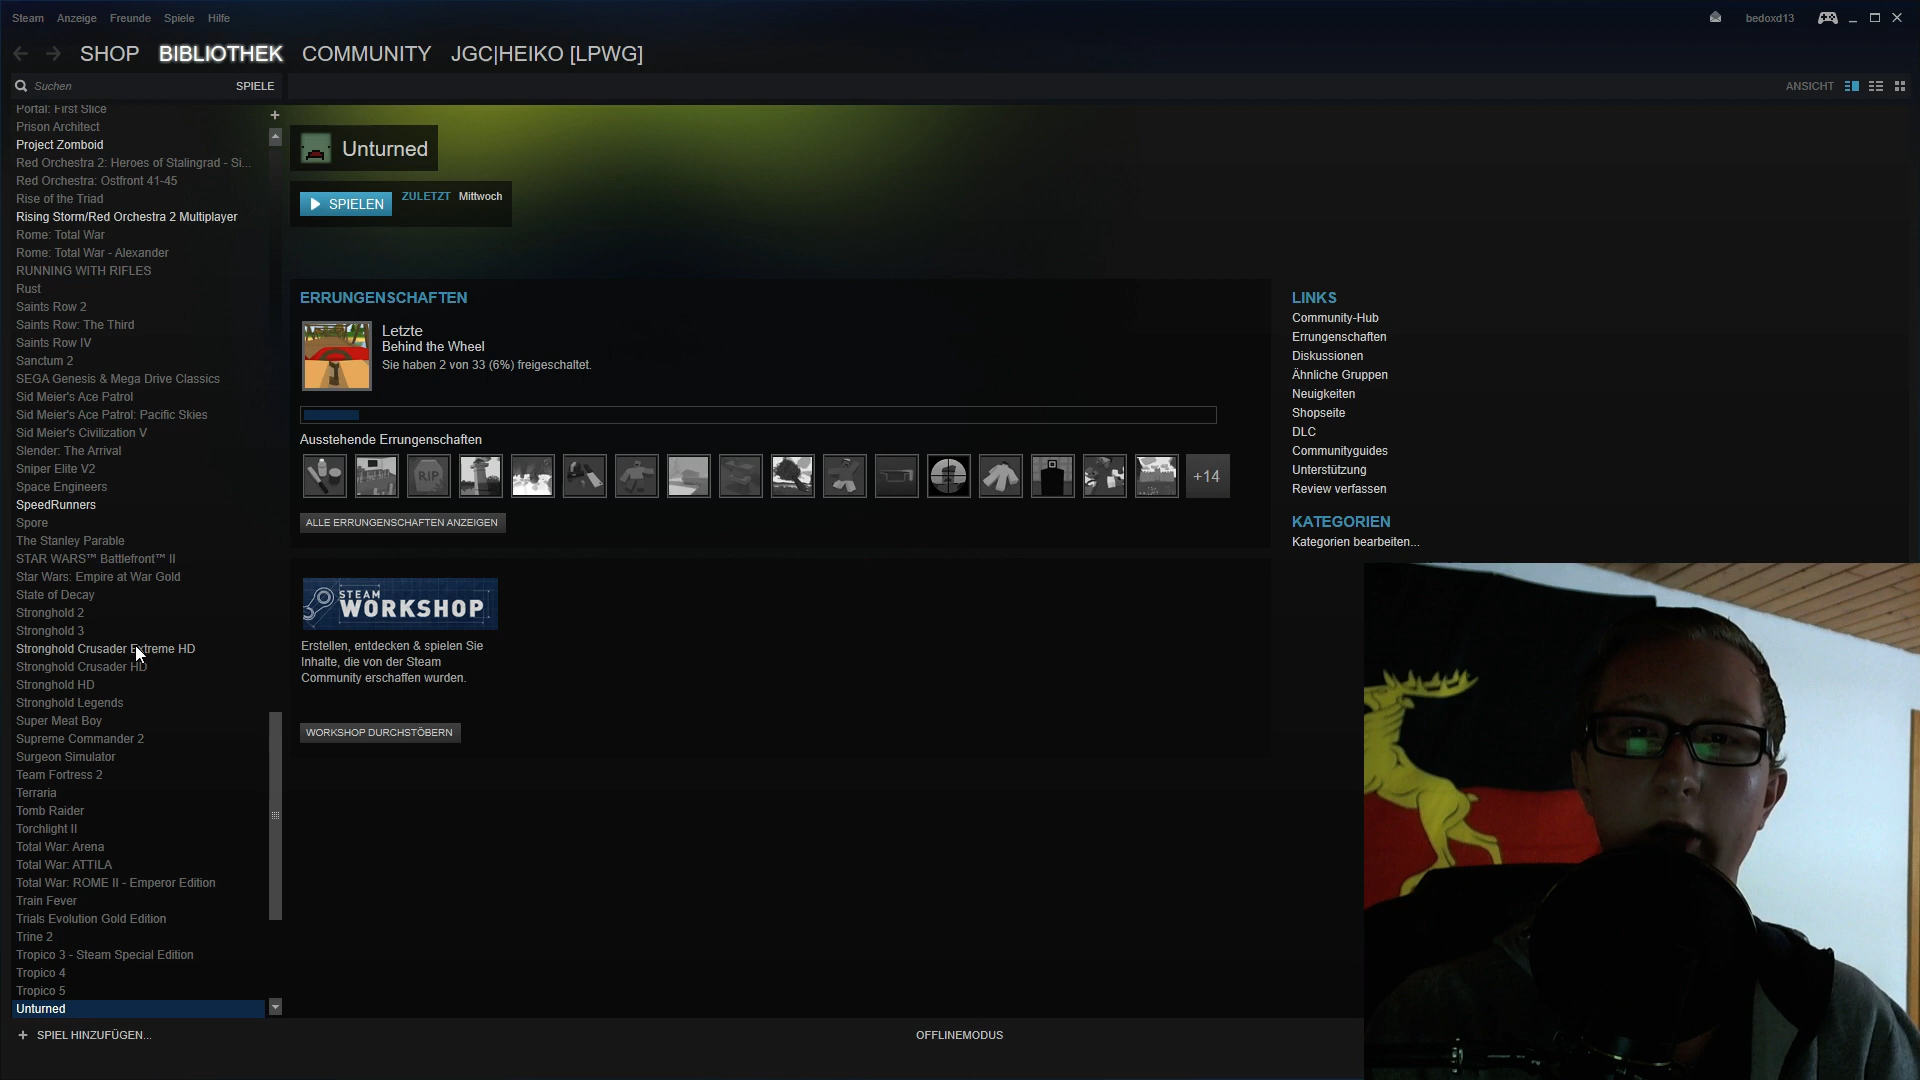 Steam Anzeige Freunde Spiele Hilfe
bedoxd13
SHOP BIBLIOTHEK COMMUNITY JGC|HEIKO [LPWG]
Suchen SPIELE
ANSICHT
Portal: First Slice
Prison Architect
Project Zomboid
Red Orchestra 2: Heroes of Stalingrad - Si...
Red Orchestra: Ostfront 41-45
Rise of the Triad
Rising Storm/Red Orchestra 2 Multiplayer
Rome: Total War
Rome: Total War - Alexander
RUNNING WITH RIFLES
Rust
Saints Row 2
Saints Row: The Third
Saints Row IV
Sanctum 2
SEGA Genesis & Mega Drive Classics
Sid Meier's Ace Patrol
Sid Meier's Ace Patrol: Pacific Skies
Sid Meier's Civilization V
Slender: The Arrival
Sniper Elite V2
Space Engineers
SpeedRunners
Spore
The Stanley Parable
STAR WARS™ Battlefront™ II
Star Wars: Empire at War Gold
State of Decay
Stronghold 2
Stronghold 3
Stronghold Crusader Extreme HD
Stronghold Crusader HD
Stronghold HD
Stronghold Legends
Super Meat Boy
Supreme Commander 2
Surgeon Simulator
Team Fortress 2
Terraria
Tomb Raider
Torchlight II
Total War: Arena
Total War: ATTILA
Total War: ROME II - Emperor Edition
Train Fever
Trials Evolution Gold Edition
Trine 2
Tropico 3 - Steam Special Edition
Tropico 4
Tropico 5
Unturned
+ SPIEL HINZUFÜGEN...
Unturned
SPIELEN
ZULETZT Mittwoch
ERRUNGENSCHAFTEN
Letzte
Behind the Wheel
Sie haben 2 von 33 (6%) freigeschaltet.
Ausstehende Errungenschaften
RIP
+14
ALLE ERRUNGENSCHAFTEN ANZEIGEN
STEAM
WORKSHOP
Erstellen, entdecken & spielen Sie
Inhalte, die von der Steam
Community erschaffen wurden.
WORKSHOP DURCHSTÖBERN
LINKS
Community-Hub
Errungenschaften
Diskussionen
Ähnliche Gruppen
Neuigkeiten
Shopseite
DLC
Communityguides
Unterstützung
Review verfassen
KATEGORIEN
Kategorien bearbeiten...
OFFLINEMODUS